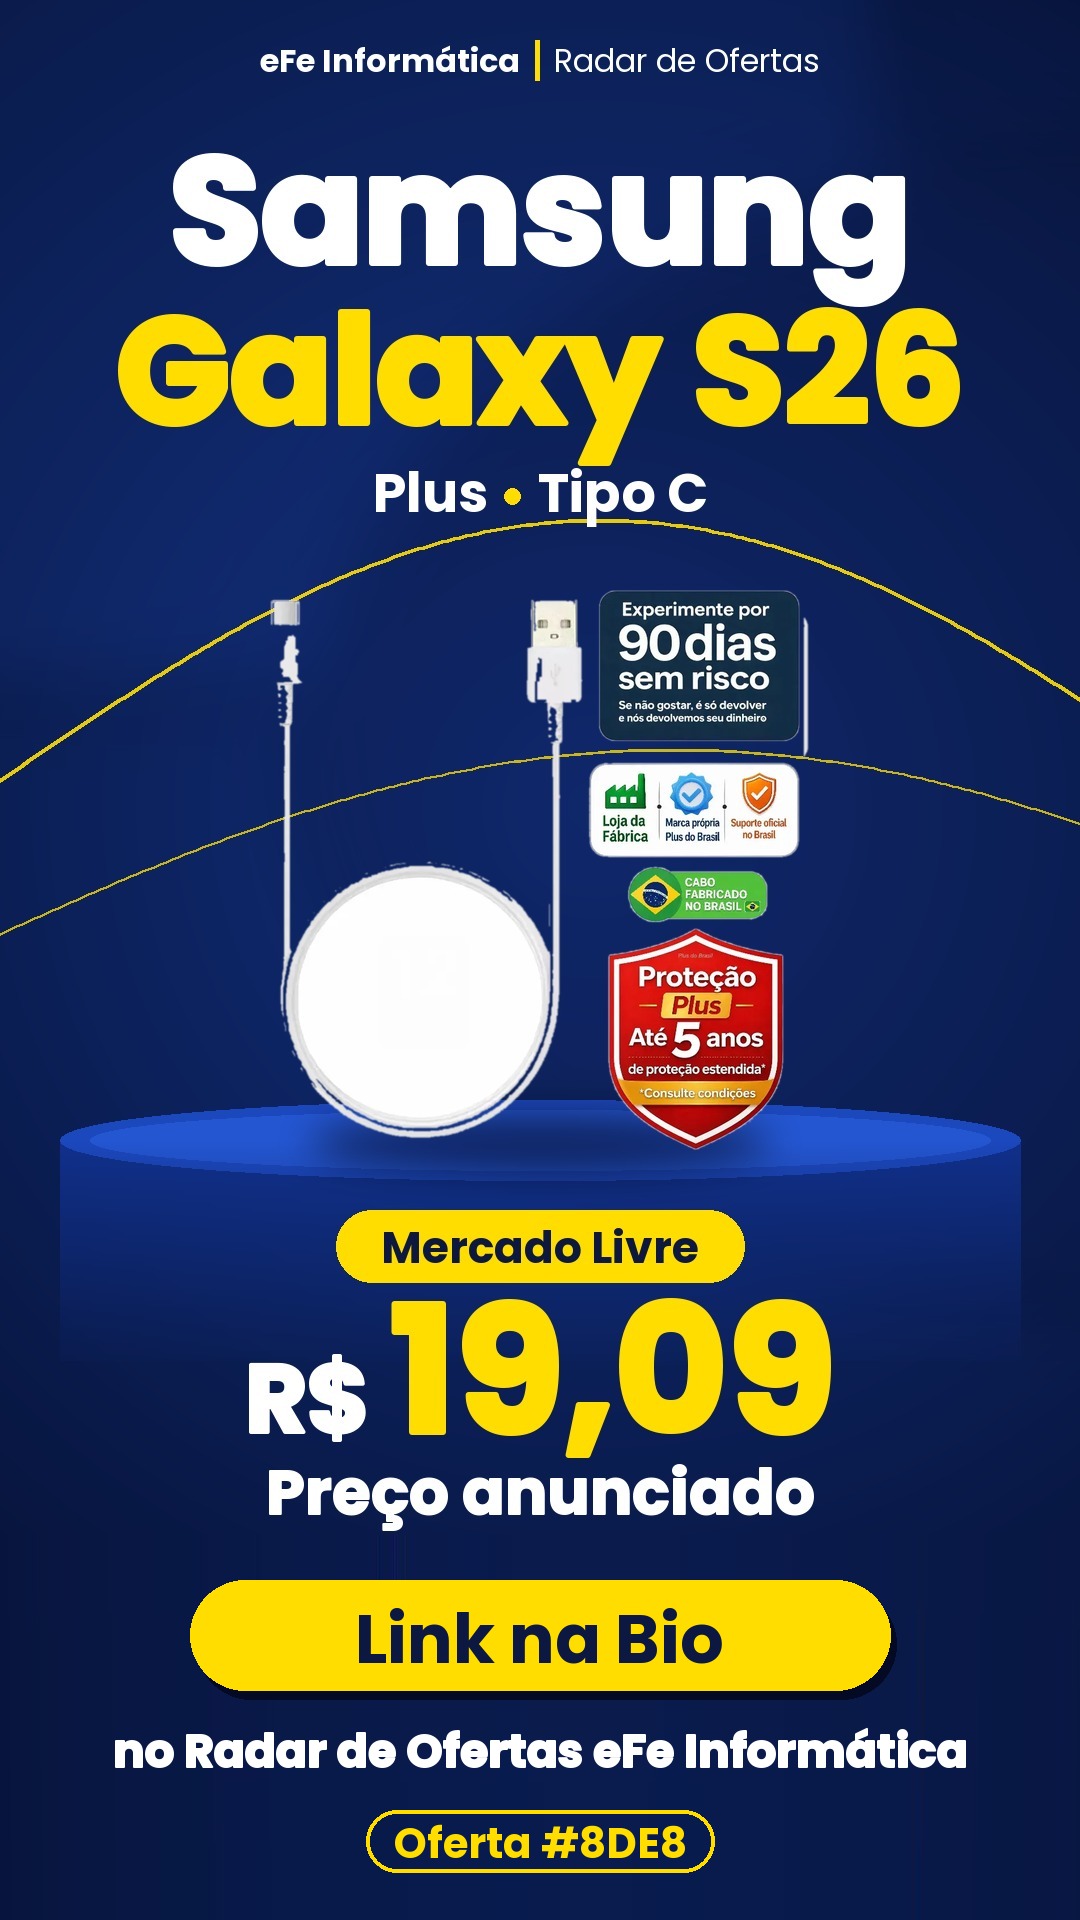 eFe Informática | Radar de Ofertas
Samsung
Galaxy S26
Plus • Tipo C
Experimente por
90 dias
sem risco
Se não gostar, é só devolver
e nós devolvemos seu dinheiro
Loja da
Fábrica
Marca própria
Plus do Brasil
Suporte oficial
no Brasil
CABO
FABRICADO
NO BRASIL
Plus do Brasil
Proteção
Plus
Até 5 anos
de proteção estendida*
*Consulte condições
Mercado Livre
R$ 19,09
Preço anunciado
Link na Bio
no Radar de Ofertas eFe Informática
Oferta #8DE8